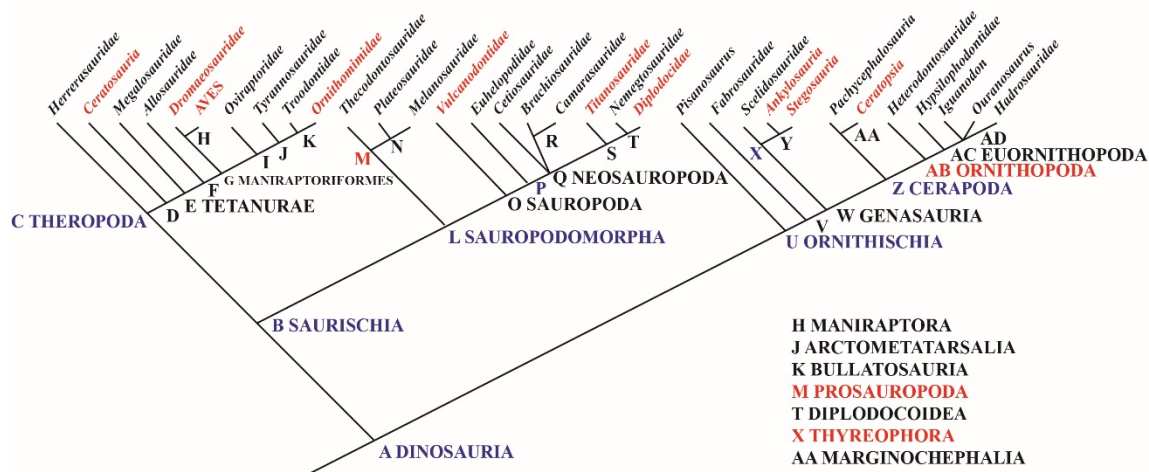 Herrerasauridae
Ceratosauria
Megalosauridae
Allosauridae
Dromaeosauridae
AVES
Oviraptoridae
Tyranosauridae
Troodontidae
Ornithomimidae
Thecodontosauridae
Plateosauridae
Melanosauridae
Vulcanodontidae
Euhelopodidae
Cetiosauridae
Brachiosauridae
Camarasauridae
Titanosauridae
Nemegtosauridae
Diplodocidae
Pisanosaurus
Fabrosauridae
Scelidosauridae
Ankylosauria
Stegosauria
Pachycephalosauria
Ceratopsia
Heterodontosauridae
Hypsilophodontidae
Iguanodon
Ouranosaurus
Hadrosauridae
H
I
J
K
M
N
R
S
T
X
Y
AA
AD
F
G MANIRAPTORIFORMES
D
E TETANURAE
C THEROPODA
P
Q NEOSAUROPODA
O SAUROPODA
L SAUROPODOMORPHA
AC EUORNITHOPODA
AB ORNITHOPODA
Z CERAPODA
W GENASAURIA
V
U ORNITHISCHIA
B SAURISCHIA
A DINOSAURIA
H MANIRAPTORA
J ARCTOMETATARSALIA
K BULLATOSAURIA
M PROSAUROPODA
T DIPLODOCOIDEA
X THYREOPHORA
AA MARGINOCHEPHALIA